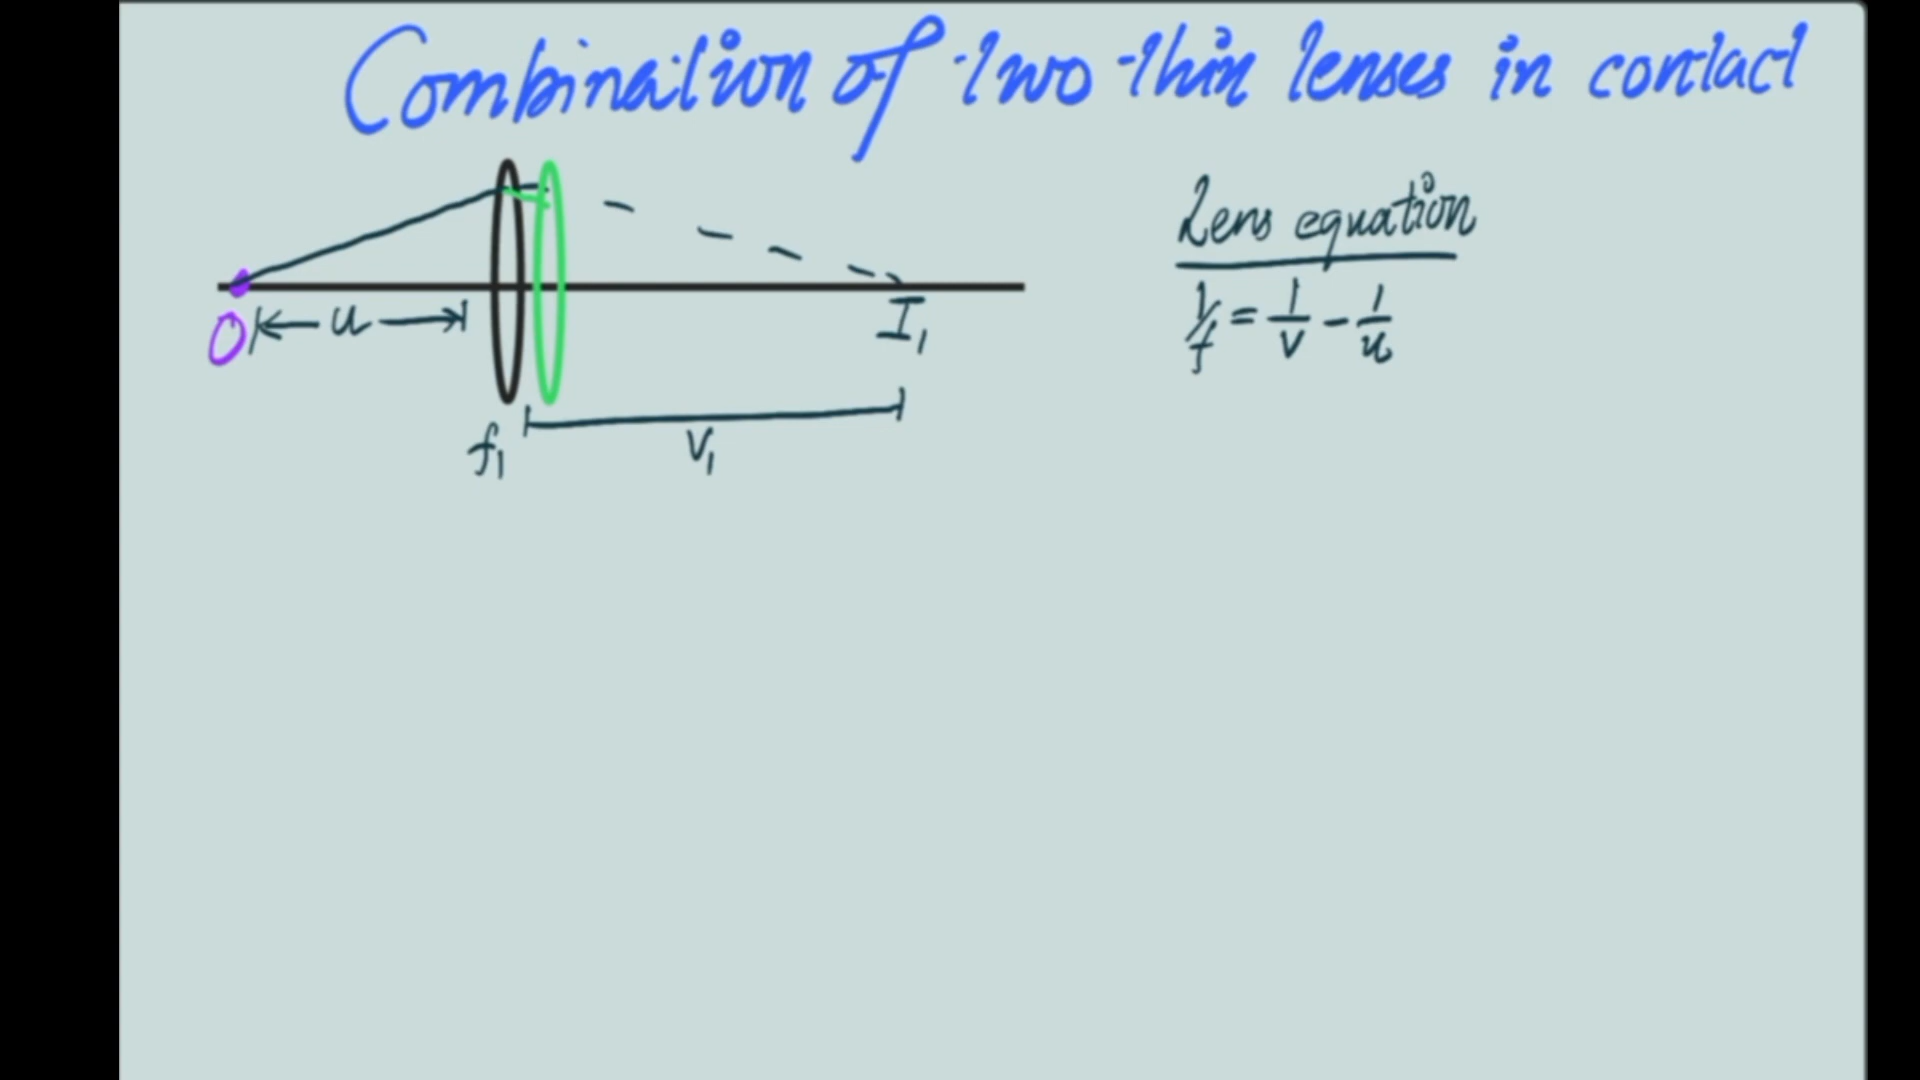 Combination of two thin lenses in contact
Lens equation
1/f = 1/v - 1/u
O
u
I₁
f₁
v₁